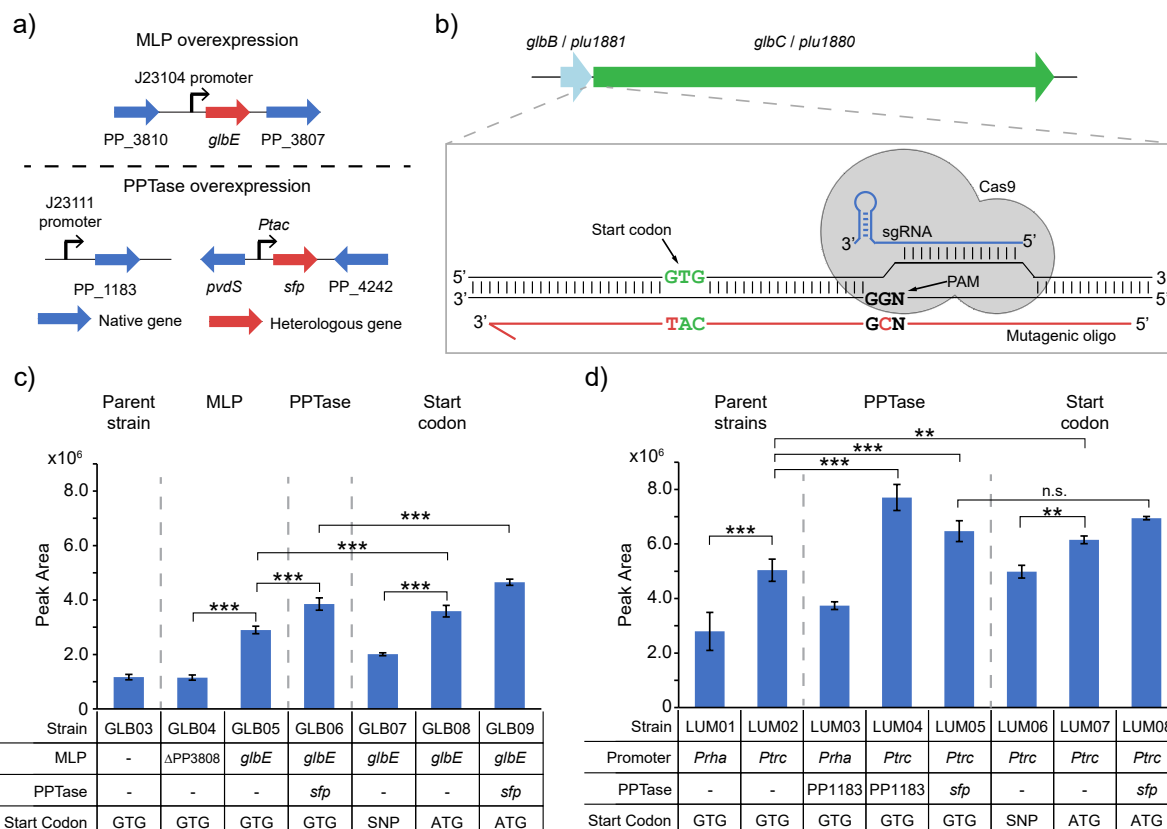 a)
MLP overexpression
J23104 promoter
PP_3810 glbE PP_3807
PPTase overexpression
J23111
promoter
Ptac
PP_1183 pvdS sfp PP_4242
Native gene Heterologous gene
b)
glbB / plu1881 glbC / plu1880
Cas9
sgRNA
3’ 5’
Start codon
5’ GTG 3’
PAM
3’ GGN 5’
3’ TAC GCN 5’
Mutagenic oligo
c)
Parent strain MLP PPTase Start codon
x10⁶
Peak Area
8.0
6.0
4.0
2.0
0
*** *** *** *** ***
Strain GLB03 GLB04 GLB05 GLB06 GLB07 GLB08 GLB09
MLP - ΔPP3808 glbE glbE glbE glbE glbE
PPTase - - - sfp - - sfp
Start Codon GTG GTG GTG GTG SNP ATG ATG
d)
Parent strains PPTase Start codon
x10⁶
Peak Area
8.0
6.0
4.0
2.0
0
** *** *** *** n.s. **
Strain LUM01 LUM02 LUM03 LUM04 LUM05 LUM06 LUM07 LUM08
Promoter Prha Ptrc Prha Ptrc Ptrc Ptrc Ptrc Ptrc
PPTase - - PP1183 PP1183 sfp - - sfp
Start Codon GTG GTG GTG GTG GTG SNP ATG ATG